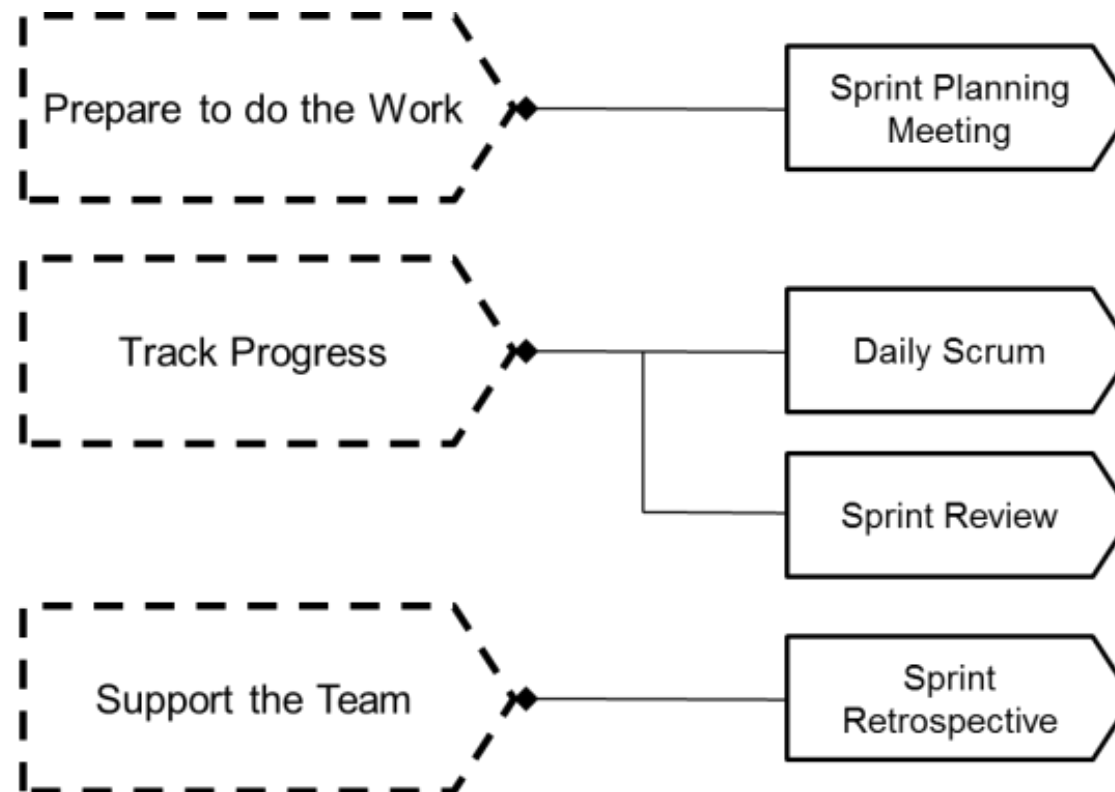 Prepare to do the Work
Sprint Planning
Meeting
Track Progress
Daily Scrum
Sprint Review
Support the Team
Sprint
Retrospective